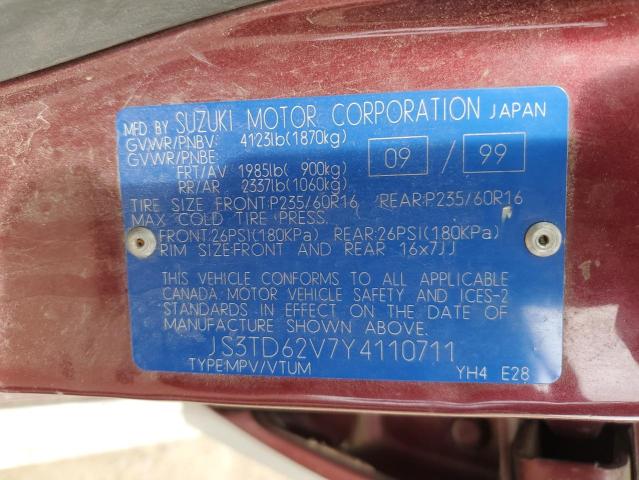 MFD BY SUZUKI MOTOR CORPORATION JAPAN
GVWR/PNBV: 4123lb(1870kg)
GVWR/PNBE:
FRT/AV 1985lb( 900kg) 09 / 99
RR/AR 2337lb(1060kg)
TIRE SIZE FRONT:P235/60R16 REAR:P235/60R16
MAX COLD TIRE PRESS.
FRONT:26PSI(180KPa) REAR:26PSI(180KPa)
RIM SIZE:FRONT AND REAR 16x7JJ
THIS VEHICLE CONFORMS TO ALL APPLICABLE
CANADA MOTOR VEHICLE SAFETY AND ICES-2
STANDARDS IN EFFECT ON THE DATE OF
MANUFACTURE SHOWN ABOVE.
JS3TD62V7Y4110711
TYPE:MPV/VTUM YH4 E28